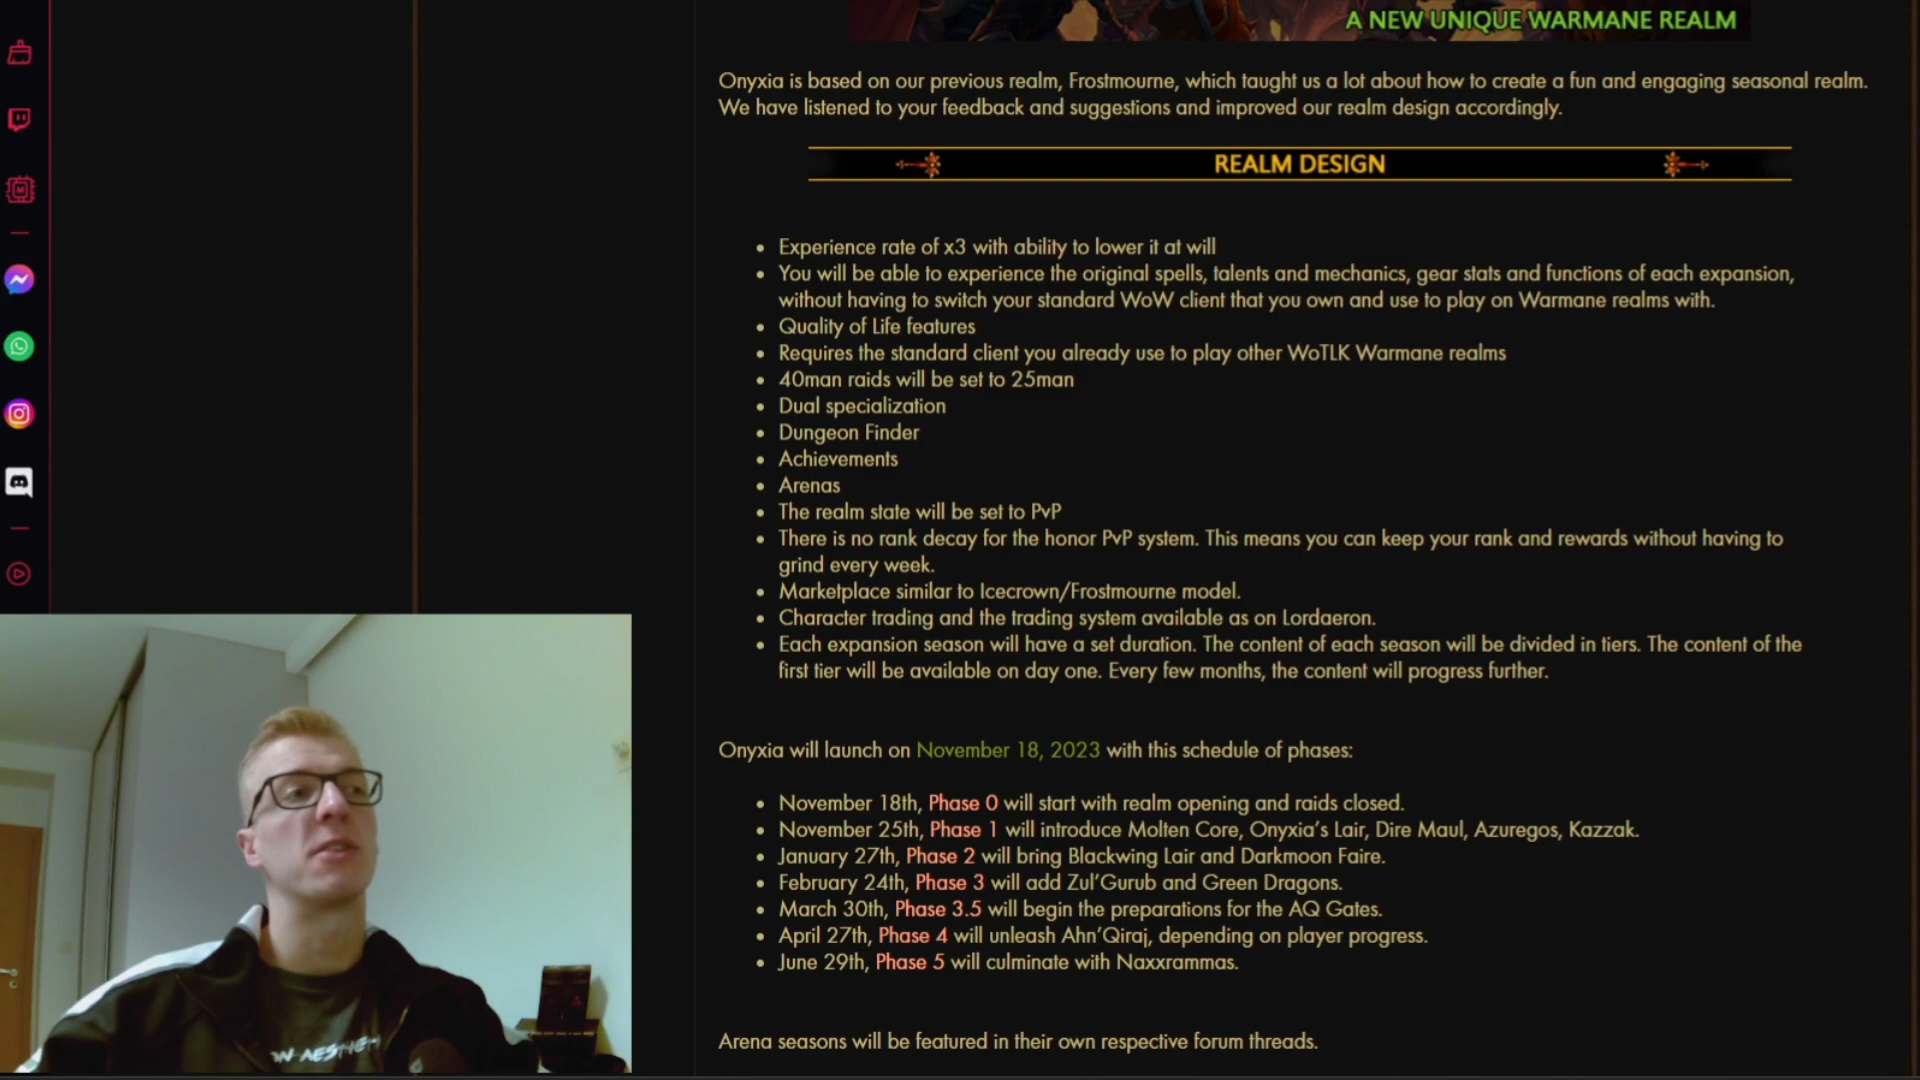 A NEW UNIQUE WARMANE REALM
Onyxia is based on our previous realm, Frostmourne, which taught us a lot about how to create a fun and engaging seasonal realm.
We have listened to your feedback and suggestions and improved our realm design accordingly.
REALM DESIGN
Experience rate of x3 with ability to lower it at will
You will be able to experience the original spells, talents and mechanics, gear stats and functions of each expansion,
without having to switch your standard WoW client that you own and use to play on Warmane realms with.
Quality of Life features
Requires the standard client you already use to play other WoTLK Warmane realms
40man raids will be set to 25man
Dual specialization
Dungeon Finder
Achievements
Arenas
The realm state will be set to PvP
There is no rank decay for the honor PvP system. This means you can keep your rank and rewards without having to
grind every week.
Marketplace similar to Icecrown/Frostmourne model.
Character trading and the trading system available as on Lordaeron.
Each expansion season will have a set duration. The content of each season will be divided in tiers. The content of the
first tier will be available on day one. Every few months, the content will progress further.
Onyxia will launch on November 18, 2023 with this schedule of phases:
November 18th, Phase 0 will start with realm opening and raids closed.
November 25th, Phase 1 will introduce Molten Core, Onyxia's Lair, Dire Maul, Azuregos, Kazzak.
January 27th, Phase 2 will bring Blackwing Lair and Darkmoon Faire.
February 24th, Phase 3 will add Zul'Gurub and Green Dragons.
March 30th, Phase 3.5 will begin the preparations for the AQ Gates.
April 27th, Phase 4 will unleash Ahn'Qiraj, depending on player progress.
June 29th, Phase 5 will culminate with Naxxrammas.
Arena seasons will be featured in their own respective forum threads.